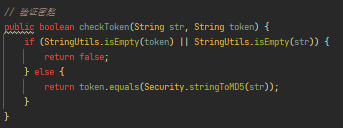 // 验证密匙
public boolean checkToken(String str, String token) {
if (StringUtils.isEmpty(token) || StringUtils.isEmpty(str)) {
return false;
} else {
return token.equals(Security.stringToMD5(str));
}
}